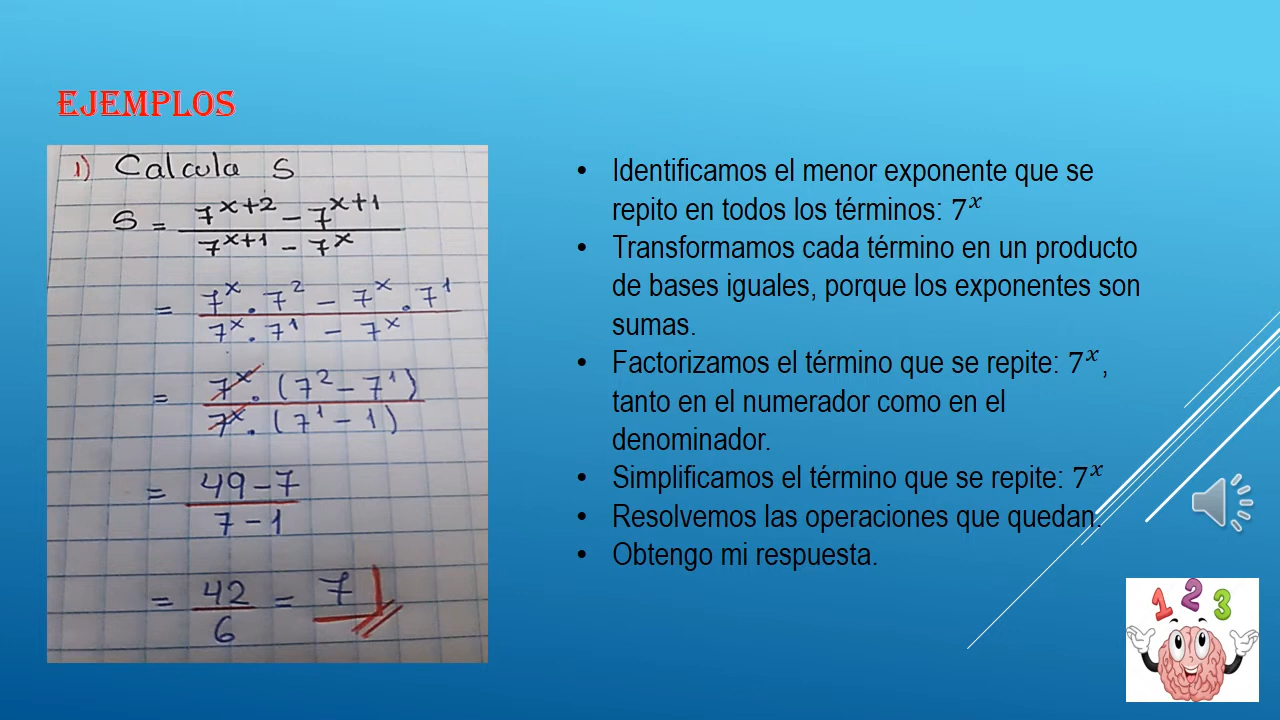 EJEMPLOS
1) Calcula S
S = (7^(x+2) − 7^(x+1)) / (7^(x+1) − 7^x)
= (7^x . 7^2 − 7^x . 7^1) / (7^x . 7^1 − 7^x)
= (7^x . (7^2 − 7^1)) / (7^x . (7^1 − 1))
= (49 − 7) / (7 − 1)
= 42 / 6 = 7
• Identificamos el menor exponente que se
repito en todos los términos: 7^x
• Transformamos cada término en un producto
de bases iguales, porque los exponentes son
sumas.
• Factorizamos el término que se repite: 7^x,
tanto en el numerador como en el
denominador.
• Simplificamos el término que se repite: 7^x
• Resolvemos las operaciones que quedan.
• Obtengo mi respuesta.
1 2 3